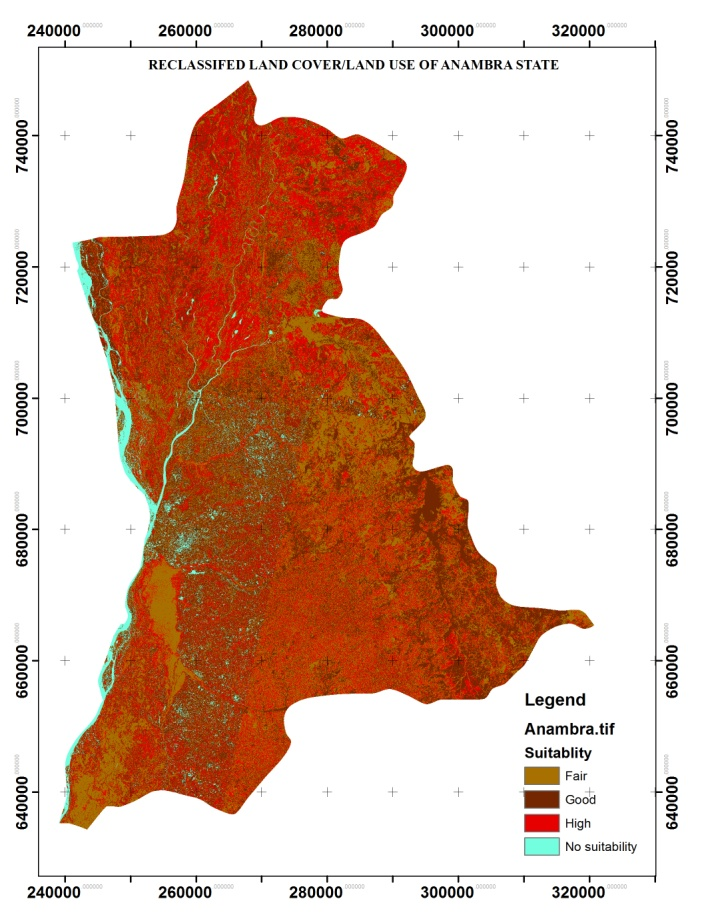 240000 260000 280000 300000 320000
RECLASSIFED LAND COVER/LAND USE OF ANAMBRA STATE
740000 740000
720000 720000
700000 700000
680000 680000
660000 660000
640000 640000
Legend
Anambra.tif
Suitablity
Fair
Good
High
No suitability
240000 260000 280000 300000 320000